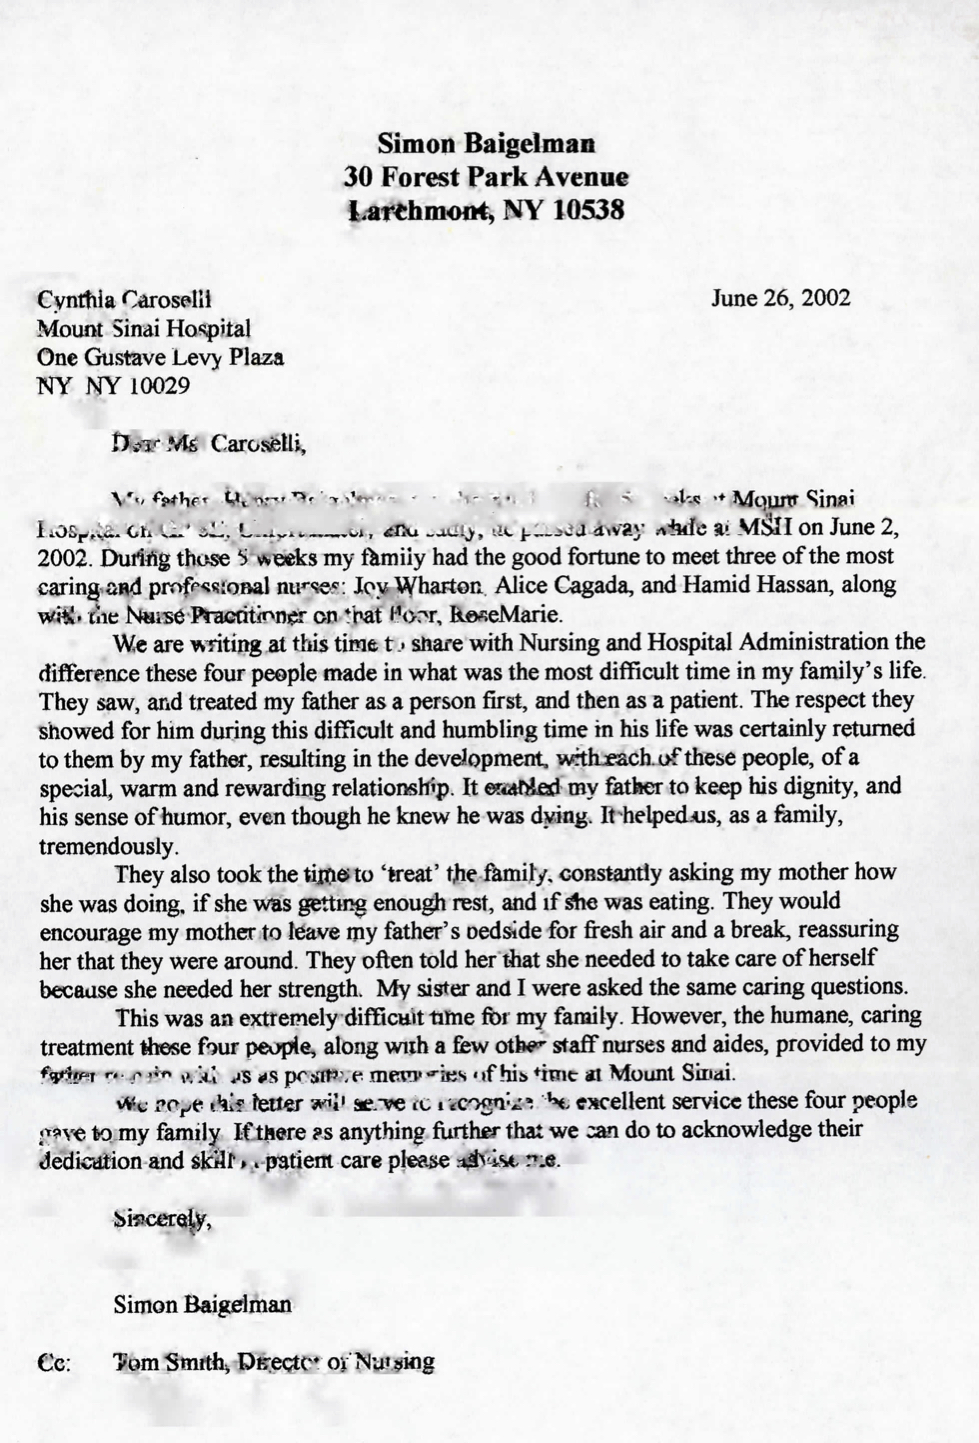 Simon Baigelman
30 Forest Park Avenue
Larchmont, NY 10538
June 26, 2002
Cynthia Caroselli
Mount Sinai Hospital
One Gustave Levy Plaza
NY NY 10029
Dear Ms Caroselli,
My father at Mount Sinai
Hospital on and sadly, he passed away while at MSH on June 2,
2002. During those 5 weeks my family had the good fortune to meet three of the most
caring and professional nurses: Joy Wharton, Alice Cagada, and Hamid Hassan, along
with the Nurse Practitioner on that floor, RoseMarie.
We are writing at this time to share with Nursing and Hospital Administration the
difference these four people made in what was the most difficult time in my family's life.
They saw, and treated my father as a person first, and then as a patient. The respect they
showed for him during this difficult and humbling time in his life was certainly returned
to them by my father, resulting in the development, with each of these people, of a
special, warm and rewarding relationship. It enabled my father to keep his dignity, and
his sense of humor, even though he knew he was dying. It helped us, as a family,
tremendously.
They also took the time to 'treat' the family, constantly asking my mother how
she was doing, if she was getting enough rest, and if she was eating. They would
encourage my mother to leave my father's bedside for fresh air and a break, reassuring
her that they were around. They often told her that she needed to take care of herself
because she needed her strength. My sister and I were asked the same caring questions.
This was an extremely difficult time for my family. However, the humane, caring
treatment these four people, along with a few other staff nurses and aides, provided to my
father remain with us as positive memories of his time at Mount Sinai.
We hope this letter will serve to recognize the excellent service these four people
gave to my family. If there is anything further that we can do to acknowledge their
dedication and skill patient care please advise me.
Sincerely,
Simon Baigelman
Cc: Tom Smith, Director of Nursing